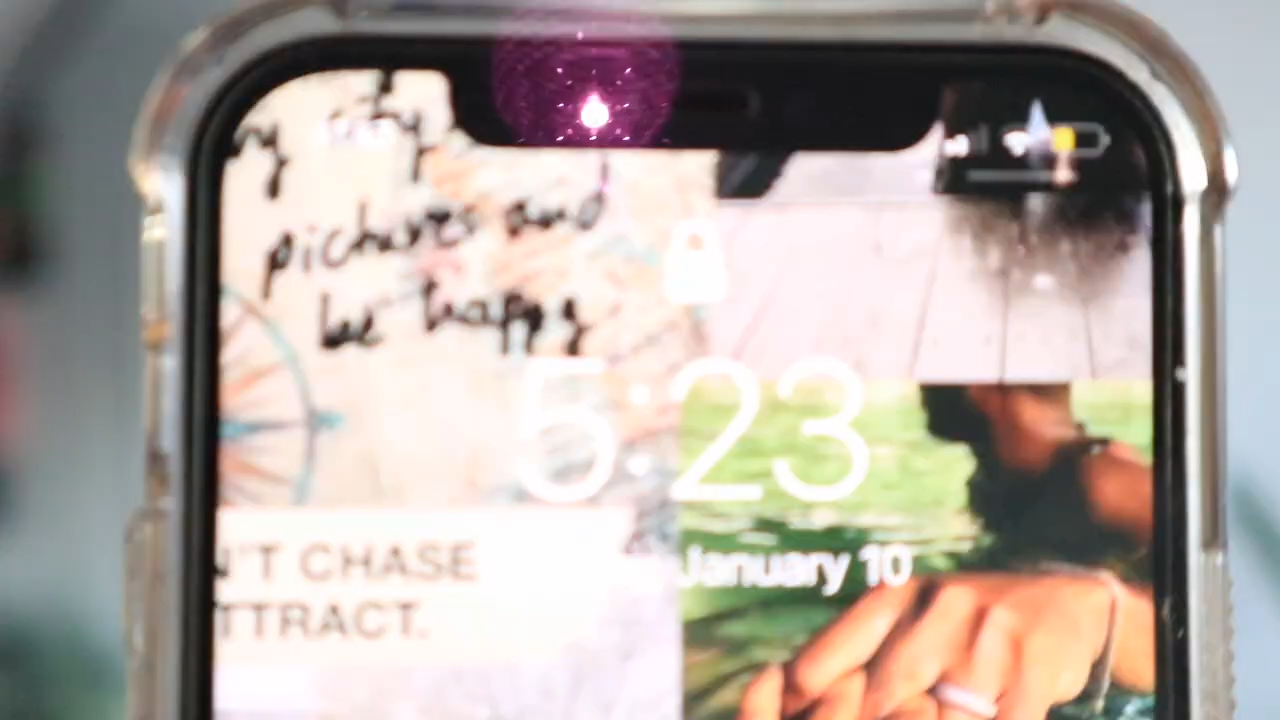 pictures and
be happy
5:23
January 10
N'T CHASE
TTRACT.